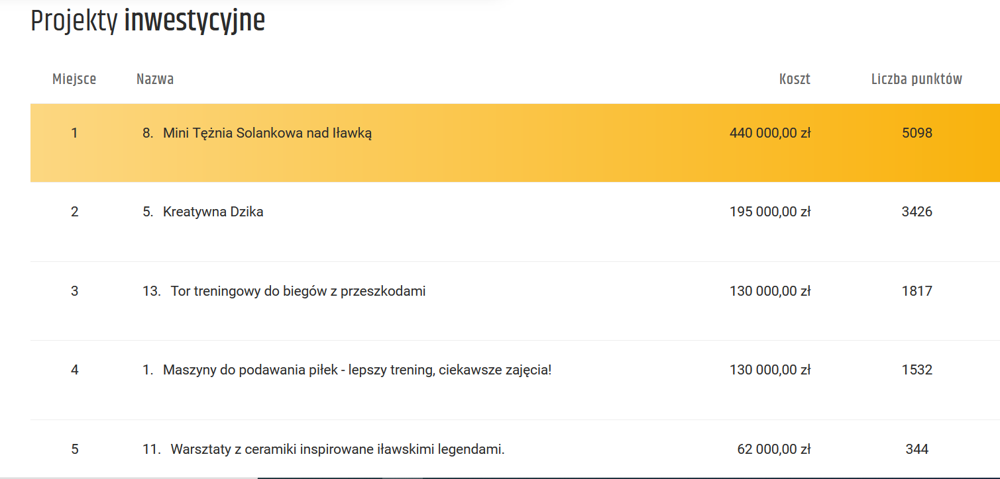 Projekty inwestycyjne
Miejsce Nazwa Koszt Liczba punktów
1 8. Mini Tężnia Solankowa nad Iławką 440 000,00 zł 5098
2 5. Kreatywna Dzika 195 000,00 zł 3426
3 13. Tor treningowy do biegów z przeszkodami 130 000,00 zł 1817
4 1. Maszyny do podawania piłek - lepszy trening, ciekawsze zajęcia! 130 000,00 zł 1532
5 11. Warsztaty z ceramiki inspirowane iławskimi legendami. 62 000,00 zł 344